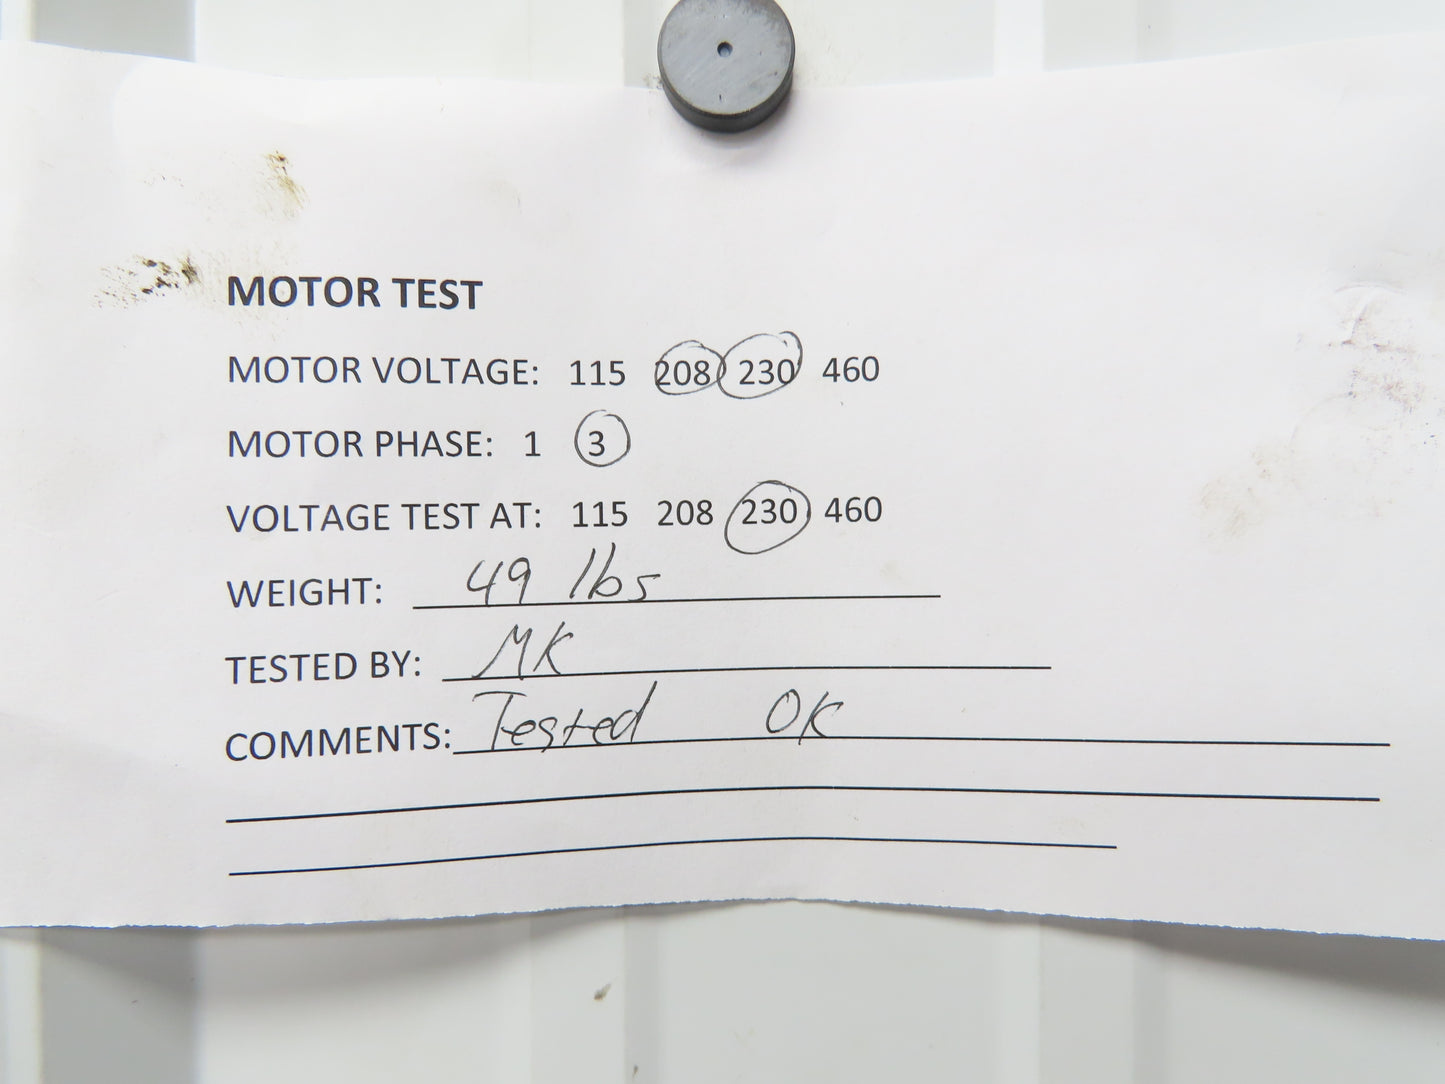 MOTOR TEST
MOTOR VOLTAGE: 115 208 230 460
MOTOR PHASE: 1 3
VOLTAGE TEST AT: 115 208 230 460
WEIGHT: 49 lbs
TESTED BY: MK
COMMENTS: Tested OK